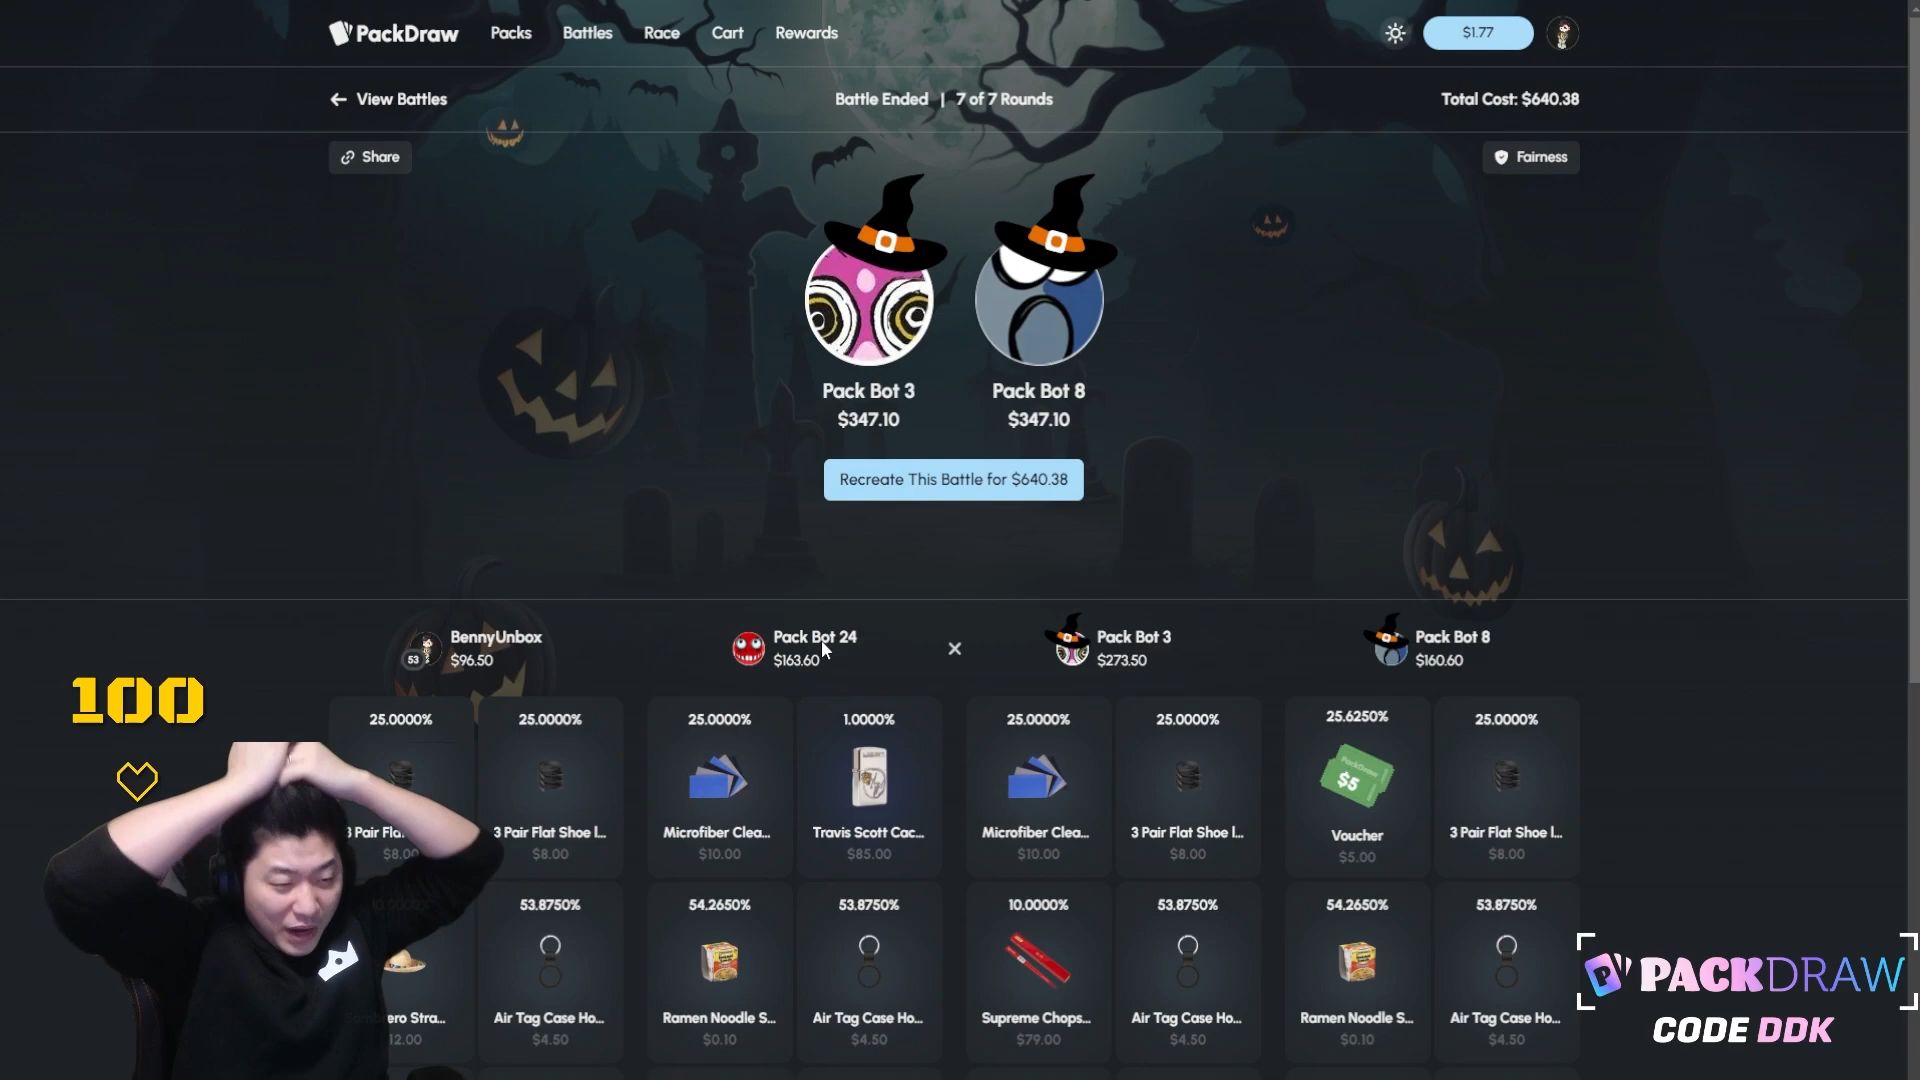 PackDraw
Packs
Battles
Race
Cart
Rewards
$1.77
View Battles
Battle Ended | 7 of 7 Rounds
Total Cost: $640.38
Share
Fairness
Pack Bot 3
$347.10
Pack Bot 8
$347.10
Recreate This Battle for $640.38
53
BennyUnbox
$96.50
Pack Bot 24
$163.60
Pack Bot 3
$273.50
Pack Bot 8
$160.60
100
25.0000%
25.0000%
25.0000%
1.0000%
25.0000%
25.0000%
25.6250%
25.0000%
PackDraw
$5
3 Pair Fla
3 Pair Flat Shoe l...
Microfiber Clea...
Travis Scott Cac...
Microfiber Clea...
3 Pair Flat Shoe l...
Voucher
3 Pair Flat Shoe l...
$8.00
$8.00
$10.00
$85.00
$10.00
$8.00
$5.00
$8.00
53.8750%
54.2650%
53.8750%
10.0000%
53.8750%
54.2650%
53.8750%
Stra...
Air Tag Case Ho...
Ramen Noodle S...
Air Tag Case Ho...
Supreme Chops...
Air Tag Case Ho...
Ramen Noodle S...
Air Tag Case Ho...
12.00
$4.50
$0.10
$4.50
$79.00
$4.50
$0.10
$4.50
PACKDRAW
CODE DDK